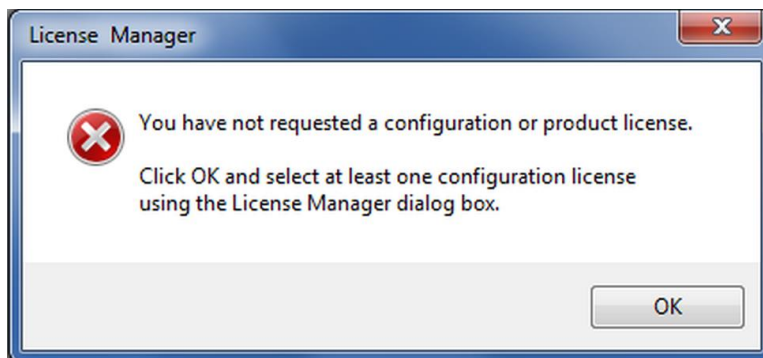 License Manager
You have not requested a configuration or product license.
Click OK and select at least one configuration license
using the License Manager dialog box.
OK